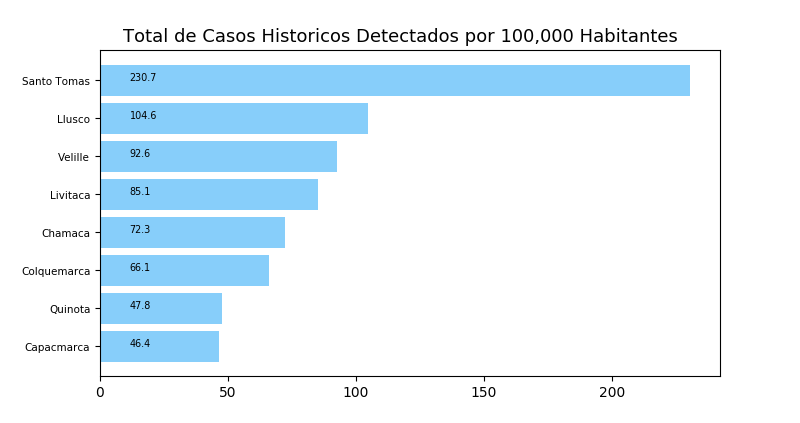 Total de Casos Historicos Detectados por 100,000 Habitantes
Santo Tomas 230.7
Llusco 104.6
Velille 92.6
Livitaca 85.1
Chamaca 72.3
Colquemarca 66.1
Quinota 47.8
Capacmarca 46.4
0 50 100 150 200